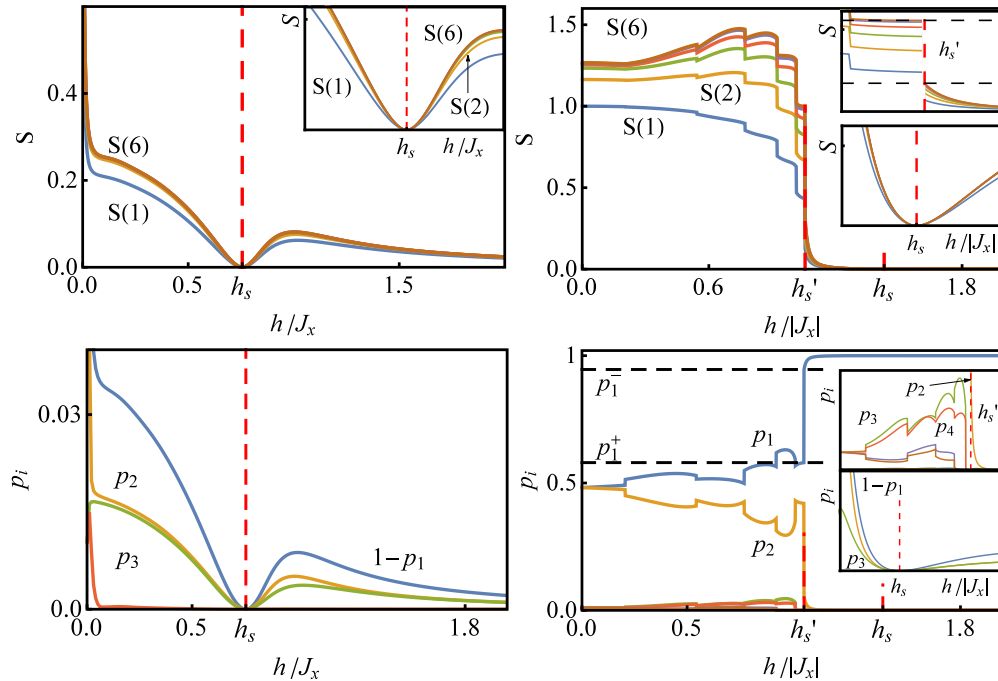 S
0.4
0.2
0.0
S(6)
S(1)
0.0
0.5
h_s
1.5
h/J_x
S
S(1)
S(6)
S(2)
h_s
h/J_x
S
1.5
1.0
0.5
0.0
S(6)
S(2)
S(1)
0.0
0.6
h_s'
h_s
1.8
h/|J_x|
S
h_s'
S
h_s
h/|J_x|
p_i
0.03
0.0
p_2
p_3
1-p_1
0.0
0.5
h_s
1.8
h/J_x
p_i
1
0.5
0
p_1^-
p_1^+
p_1
p_2
0.0
0.5
h_s'
h_s
1.8
h/|J_x|
p_i
p_3
p_2
p_4
h_s'
p_i
1-p_1
p_3
h_s
h/|J_x|